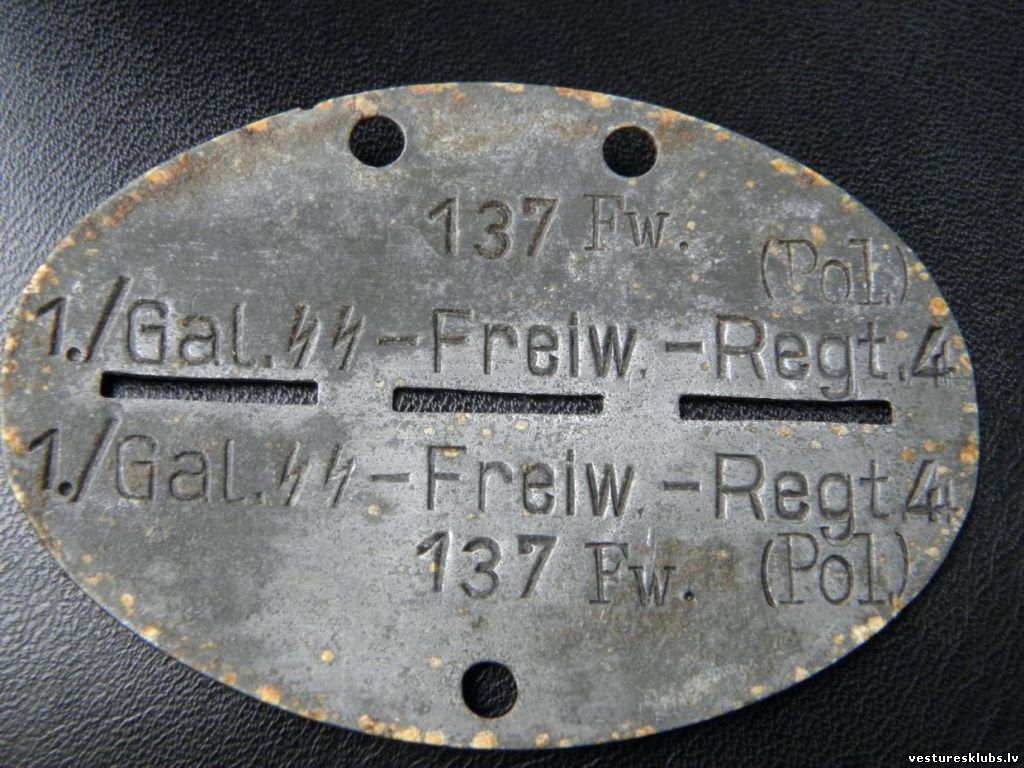 137 Fw.
(Pol.)
1./Gal.ᛋᛋ-Freiw.-Regt.4
1./Gal.ᛋᛋ-Freiw.-Regt.4
137 Fw. (Pol)
vesturesklubs.lv